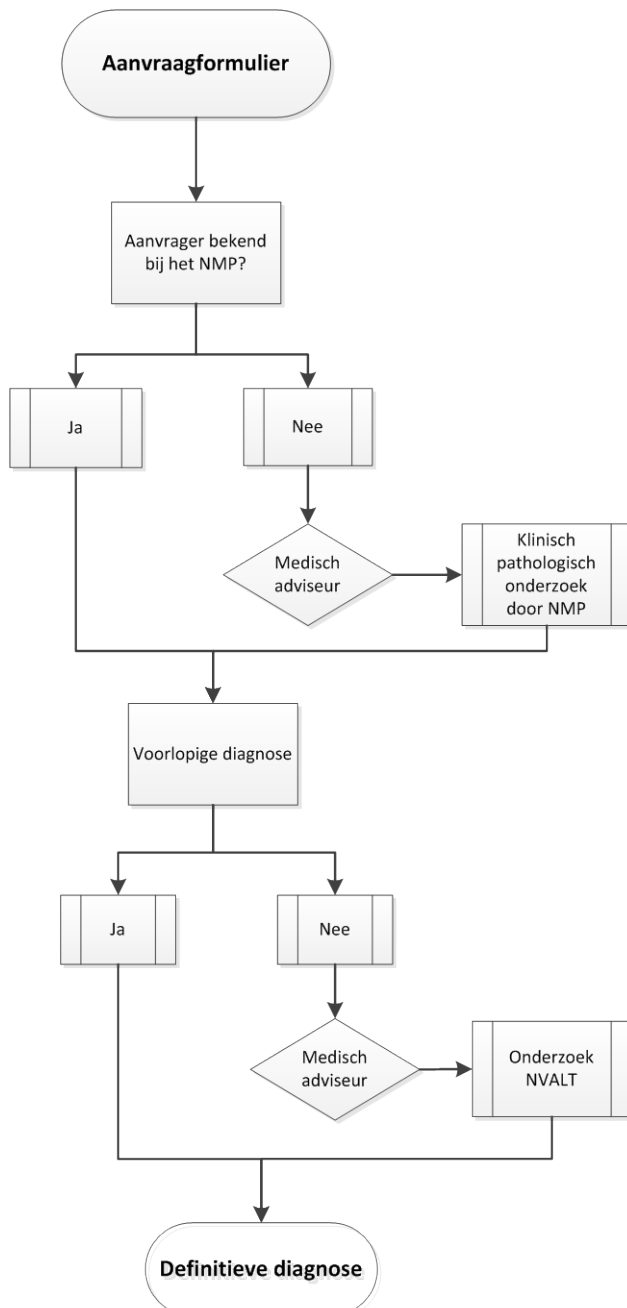 Aanvraagformulier
Aanvrager bekend
bij het NMP?
Ja
Nee
Medisch
adviseur
Klinisch
pathologisch
onderzoek
door NMP
Voorlopige diagnose
Ja
Nee
Medisch
adviseur
Onderzoek
NVALT
Definitieve diagnose